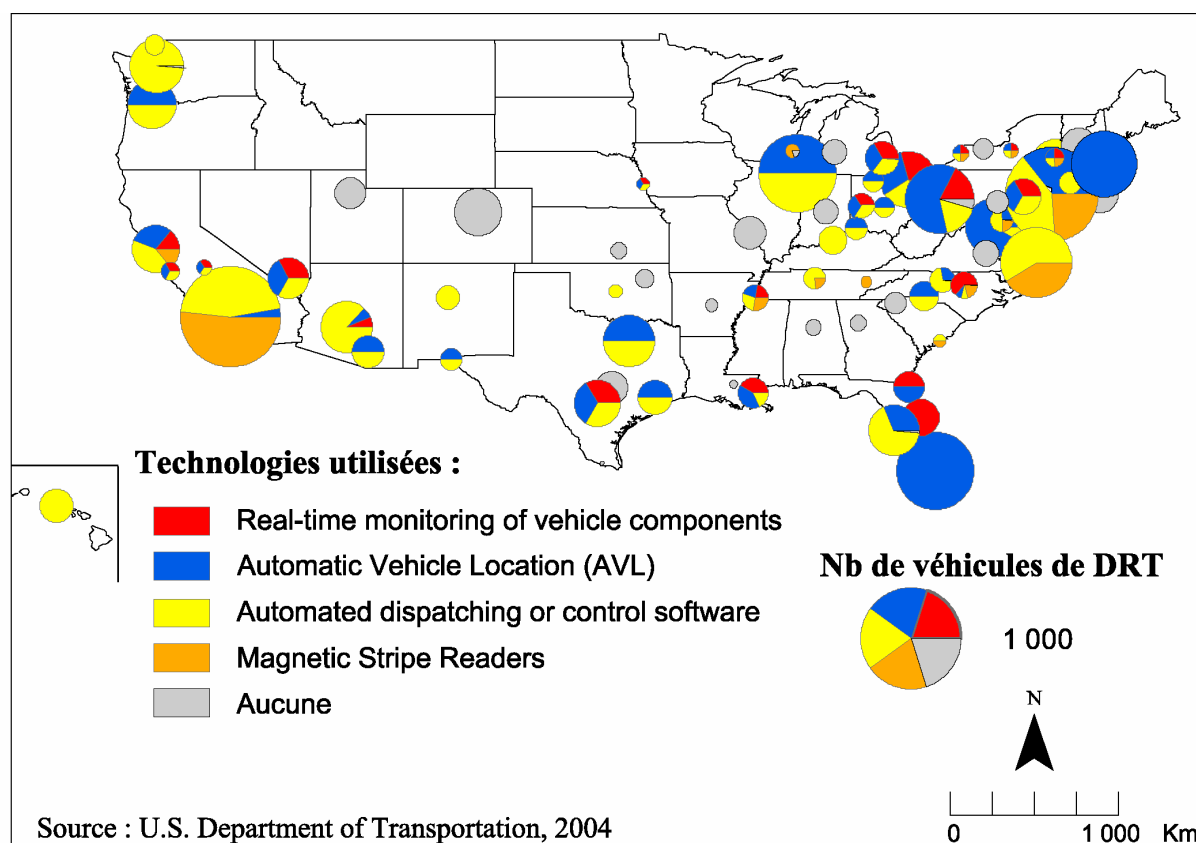 Technologies utilisées :
Real-time monitoring of vehicle components
Automatic Vehicle Location (AVL)
Automated dispatching or control software
Magnetic Stripe Readers
Aucune
Nb de véhicules de DRT
1 000
N
0 1 000 Km
Source : U.S. Department of Transportation, 2004